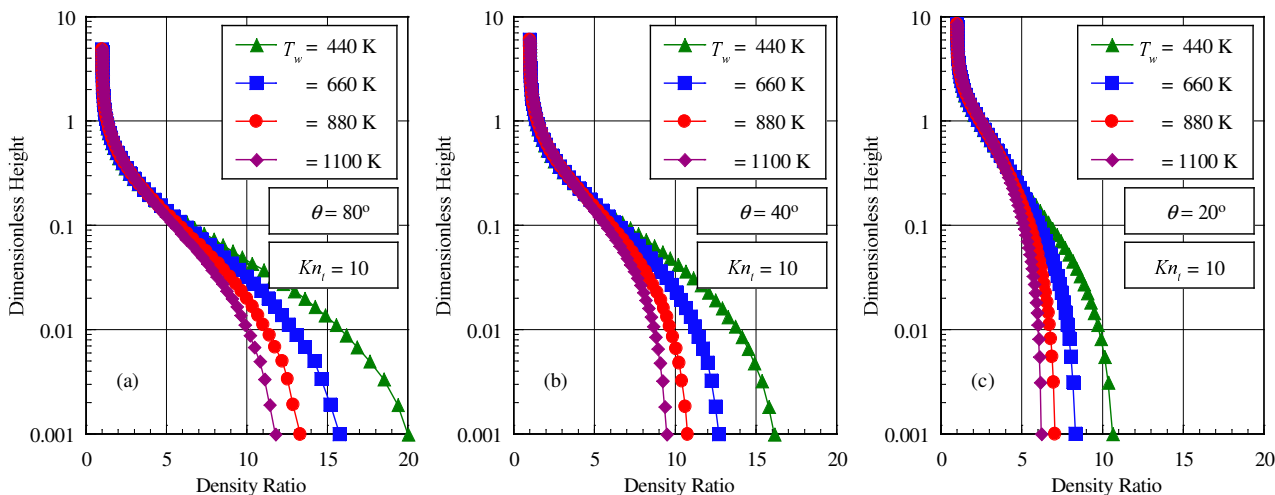 10
1
0.1
0.01
0.001
Dimensionless Height
T_w = 440 K
= 660 K
= 880 K
= 1100 K
θ = 80º
Kn_t = 10
(a)
0 5 10 15 20
Density Ratio
10
1
0.1
0.01
0.001
Dimensionless Height
T_w = 440 K
= 660 K
= 880 K
= 1100 K
θ = 40º
Kn_t = 10
(b)
0 5 10 15 20
Density Ratio
10
1
0.1
0.01
0.001
Dimensionless Height
T_w = 440 K
= 660 K
= 880 K
= 1100 K
θ = 20º
Kn_t = 10
(c)
0 5 10 15 20
Density Ratio